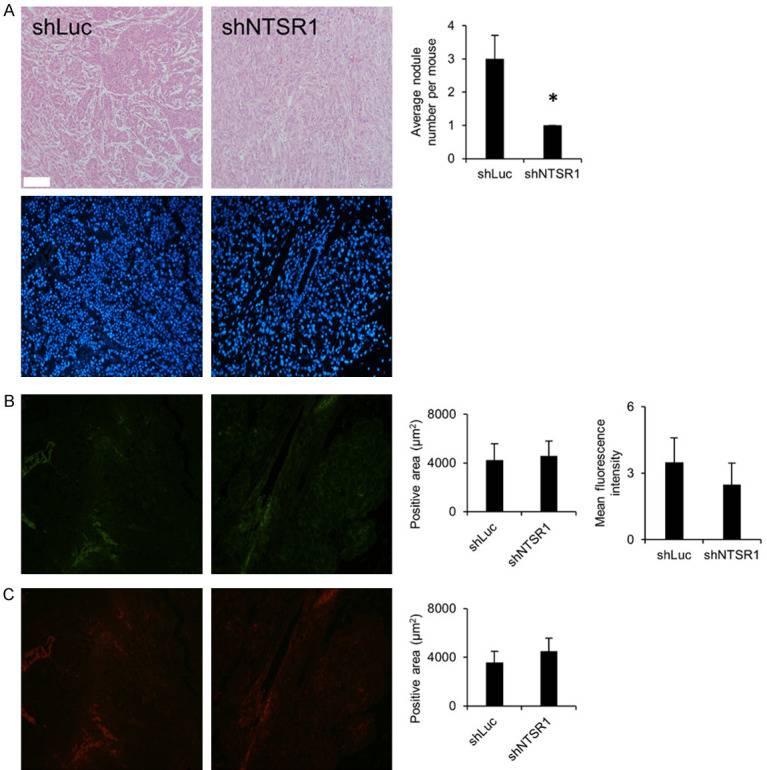 A
shLuc
shNTSR1
Average nodule
number per mouse
4
3
2
1
0
*
shLuc
shNTSR1
B
Positive area (µm²)
8000
4000
0
shLuc
shNTSR1
Mean fluorescence
intensity
6
3
0
shLuc
shNTSR1
C
Positive area (µm²)
8000
4000
0
shLuc
shNTSR1